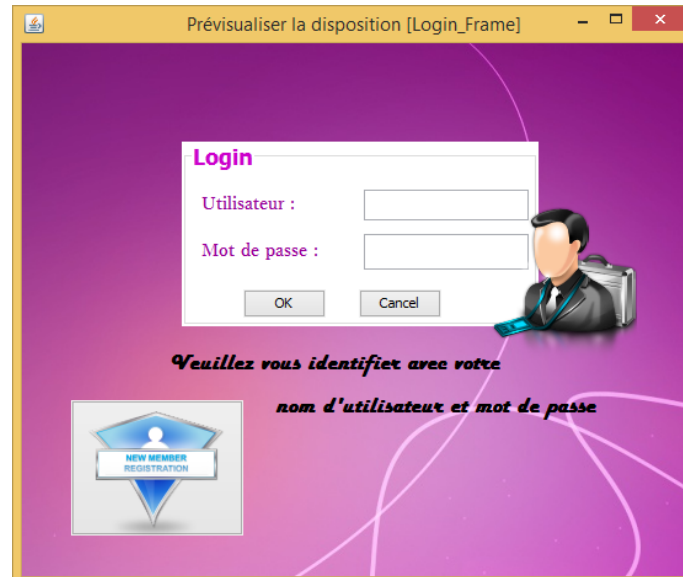 Prévisualiser la disposition [Login_Frame]
Login
Utilisateur :
Mot de passe :
OK Cancel
Veuillez vous identifier avec votre
nom d'utilisateur et mot de passe
NEW MEMBER
REGISTRATION